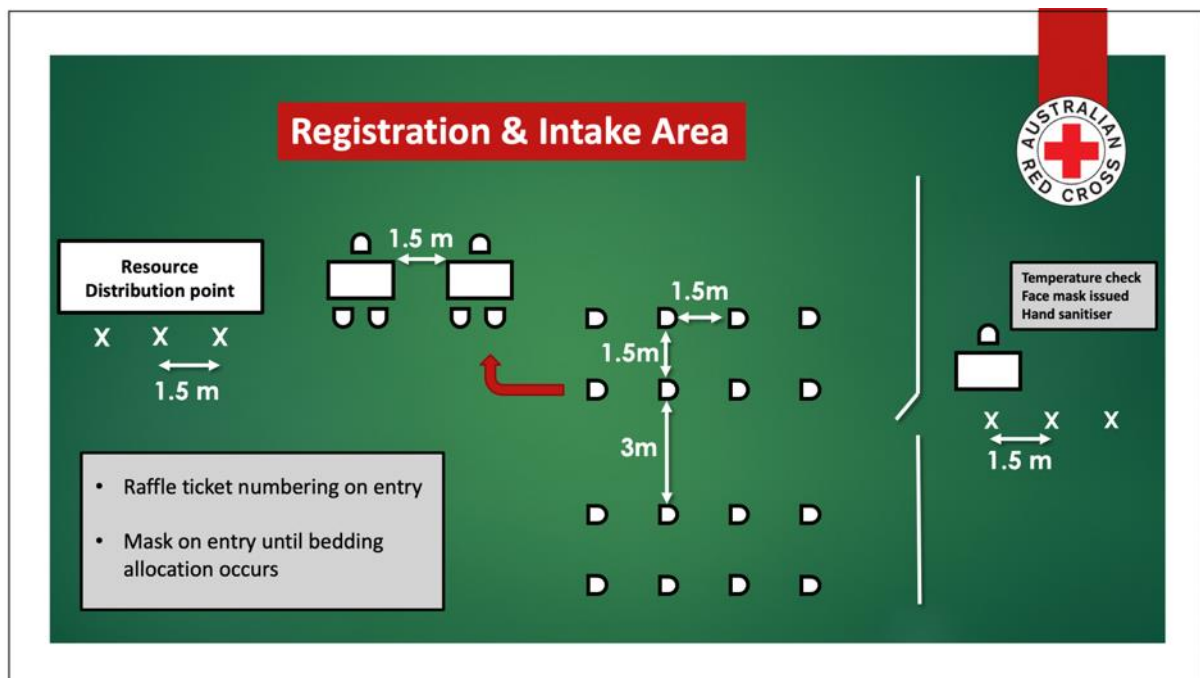 Registration & Intake Area
AUSTRALIAN
RED CROSS
Resource
Distribution point
X X X
1.5 m
1.5 m
1.5m
1.5m
3m
Temperature check
Face mask issued
Hand sanitiser
X X X
1.5 m
• Raffle ticket numbering on entry
• Mask on entry until bedding
allocation occurs